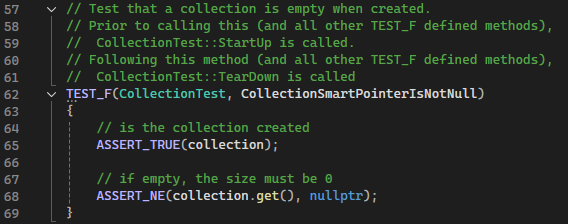 57 // Test that a collection is empty when created.
58 // Prior to calling this (and all other TEST_F defined methods),
59 //  CollectionTest::StartUp is called.
60 // Following this method (and all other TEST_F defined methods),
61 //  CollectionTest::TearDown is called
62 TEST_F(CollectionTest, CollectionSmartPointerIsNotNull)
63 {
64     // is the collection created
65     ASSERT_TRUE(collection);
66
67     // if empty, the size must be 0
68     ASSERT_NE(collection.get(), nullptr);
69 }